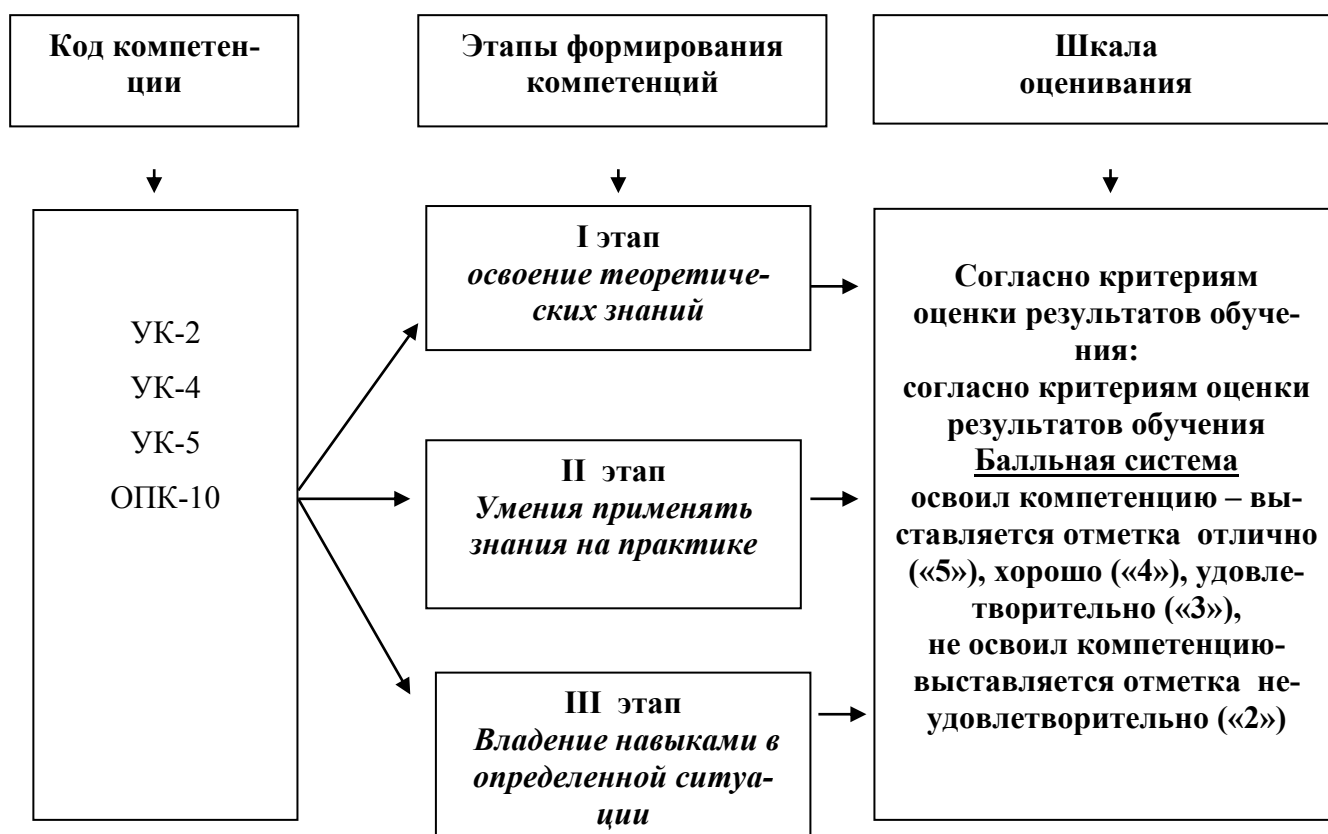 Код компетен-
ции
Этапы формирования
компетенций
Шкала
оценивания
УК-2
УК-4
УК-5
ОПК-10
I этап
освоение теоретиче-
ских знаний
II этап
Умения применять
знания на практике
III этап
Владение навыками в
определенной ситуа-
ции
Согласно критериям
оценки результатов обуче-
ния:
согласно критериям оценки
результатов обучения
Балльная система
освоил компетенцию – вы-
ставляется отметка отлично
(«5»), хорошо («4»), удовле-
творительно («3»),
не освоил компетенцию-
выставляется отметка не-
удовлетворительно («2»)